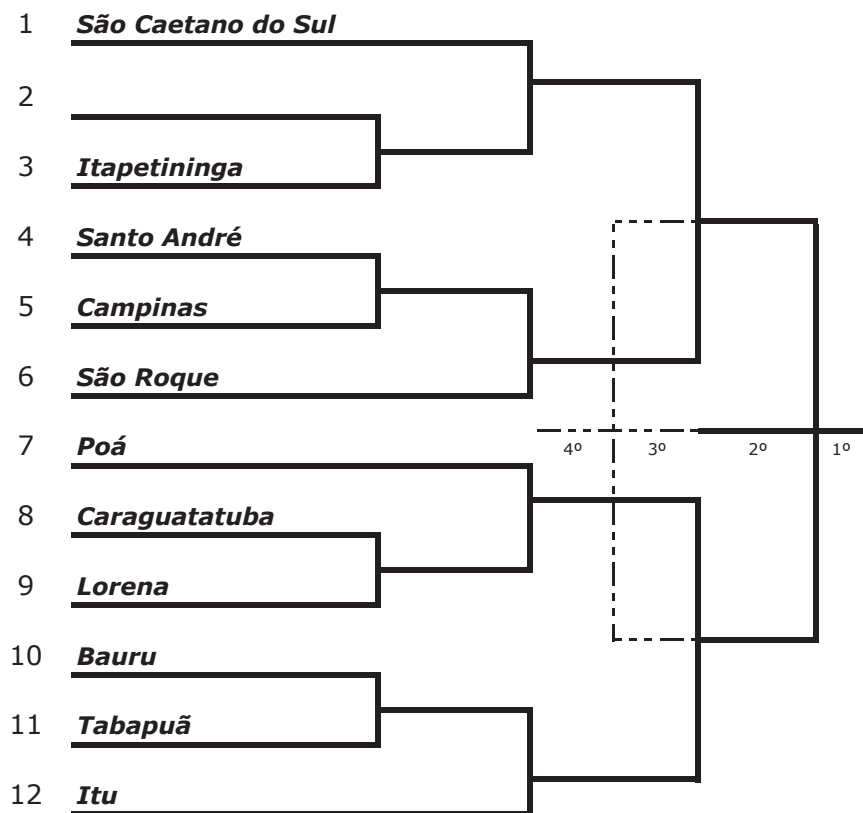 1 São Caetano do Sul
2
3 Itapetininga
4 Santo André
5 Campinas
6 São Roque
7 Poá
4º 3º 2º 1º
8 Caraguatatuba
9 Lorena
10 Bauru
11 Tabapuã
12 Itu